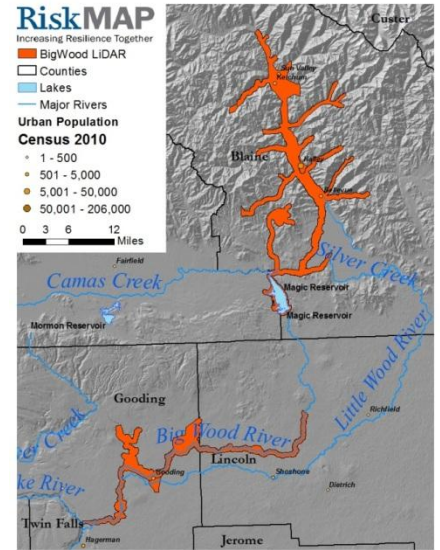 RiskMAP
Increasing Resilience Together
BigWood LiDAR
Counties
Lakes
Major Rivers
Urban Population
Census 2010
1 - 500
501 - 5,000
5,001 - 50,000
50,001 - 206,000
0 3 6 12
Miles
Custer
Sun Valley
Ketchum
Blaine
Hailey
Bellevue
Silver Creek
Fairfield
Camas Creek
Magic Reservoir
Magic Reservoir
Mormon Reservoir
Little Wood River
Gooding
Richfield
Big Wood River
ver Creek
Lincoln
Gooding
Shoshone
Dietrich
ke River
Twin Falls
Hagerman
Jerome